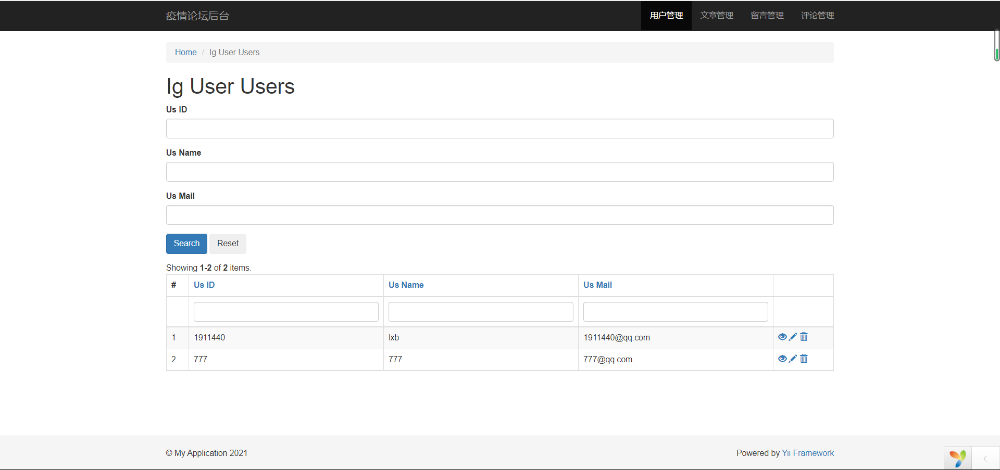 疫情论坛后台 用户管理 文章管理 留言管理 评论管理
Home / Ig User Users
Ig User Users
Us ID
Us Name
Us Mail
Search Reset
Showing 1-2 of 2 items.
# Us ID Us Name Us Mail
1 1911440 lxb 1911440@qq.com
2 777 777 777@qq.com
© My Application 2021 Powered by Yii Framework